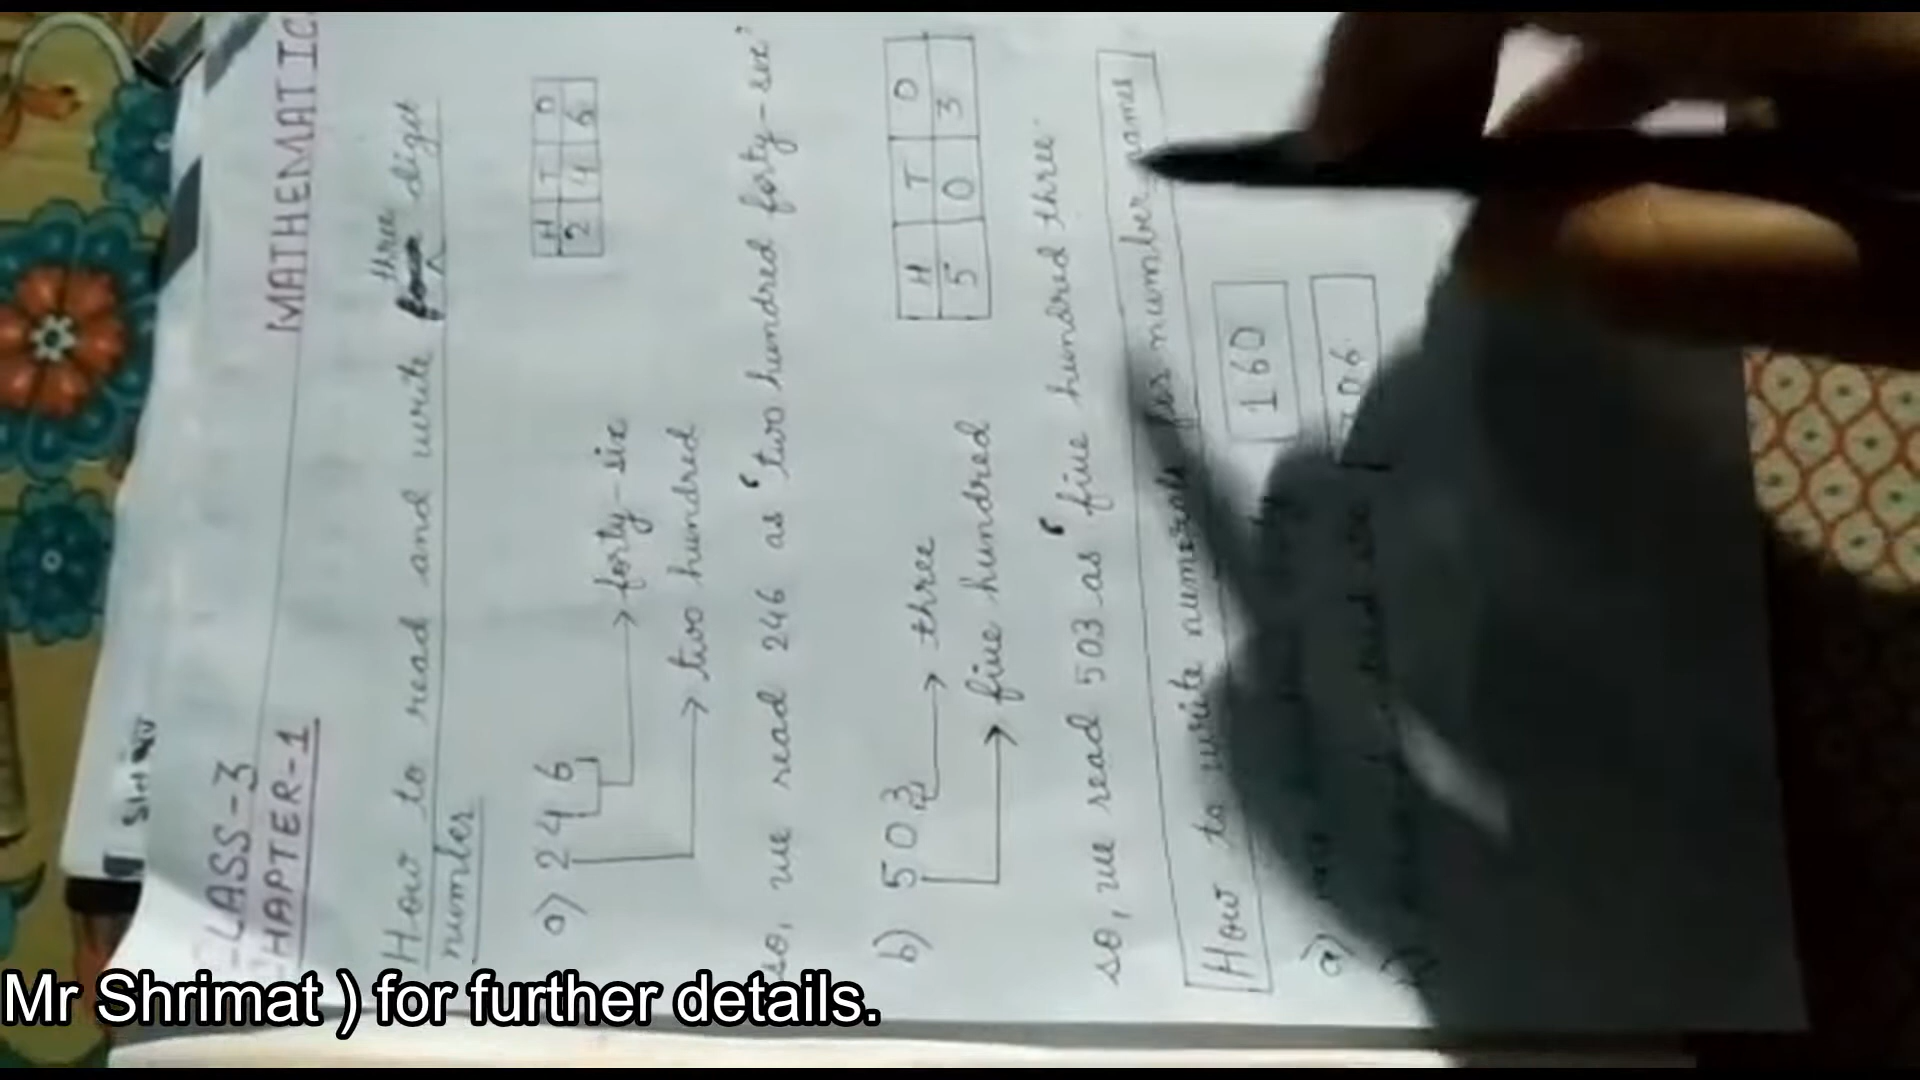 CLASS-3
MATHEMATIC
CHAPTER-1
How to read and write three digit
number
a) 246
forty-six
two hundred
H T O
2 4 6
so, we read 246 as "two hundred forty-six"
b) 503
three
five hundred
H T O
5 0 3
so, we read 503 as "five hundred three"
How to write numerals for number names
a)
160
Mr Shrimat ) for further details.